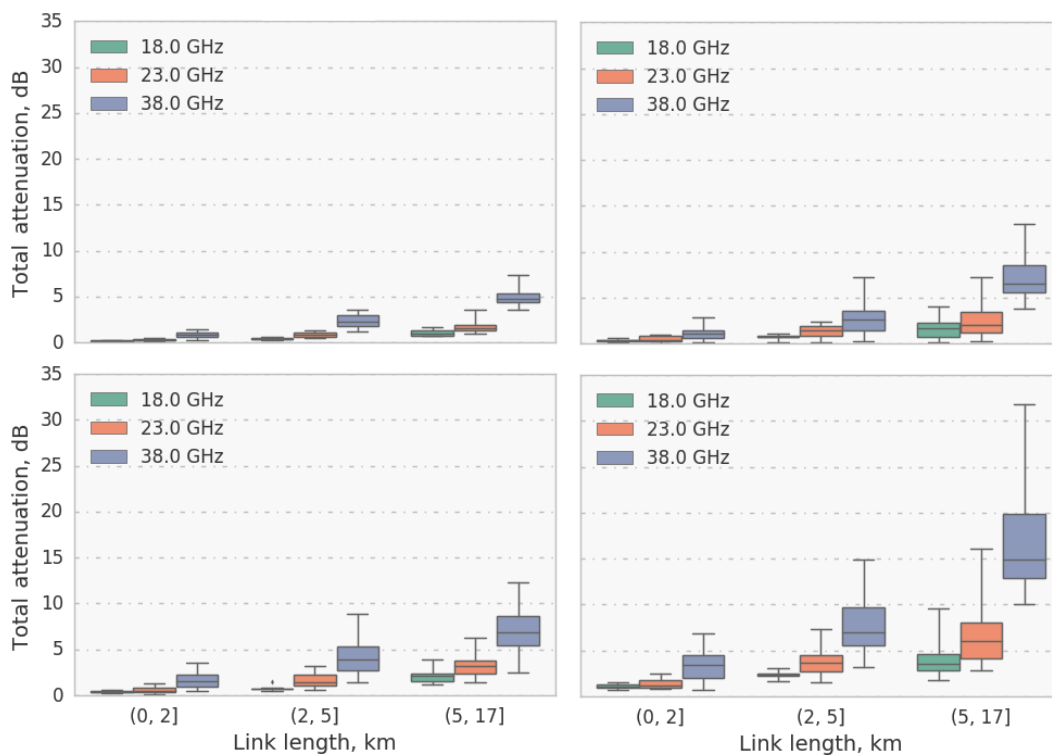 35
30
25
20
15
10
5
0
Total attenuation, dB
18.0 GHz
23.0 GHz
38.0 GHz
18.0 GHz
23.0 GHz
38.0 GHz
35
30
25
20
15
10
5
0
Total attenuation, dB
18.0 GHz
23.0 GHz
38.0 GHz
(0, 2]
(2, 5]
(5, 17]
Link length, km
18.0 GHz
23.0 GHz
38.0 GHz
(0, 2]
(2, 5]
(5, 17]
Link length, km